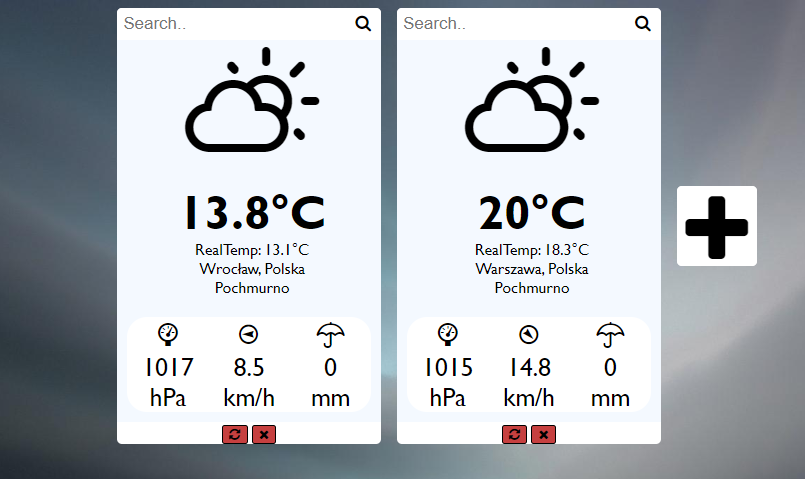 Search..
13.8°C
RealTemp: 13.1°C
Wrocław, Polska
Pochmurno
1017 8.5 0
hPa km/h mm
Search..
20°C
RealTemp: 18.3°C
Warszawa, Polska
Pochmurno
1015 14.8 0
hPa km/h mm